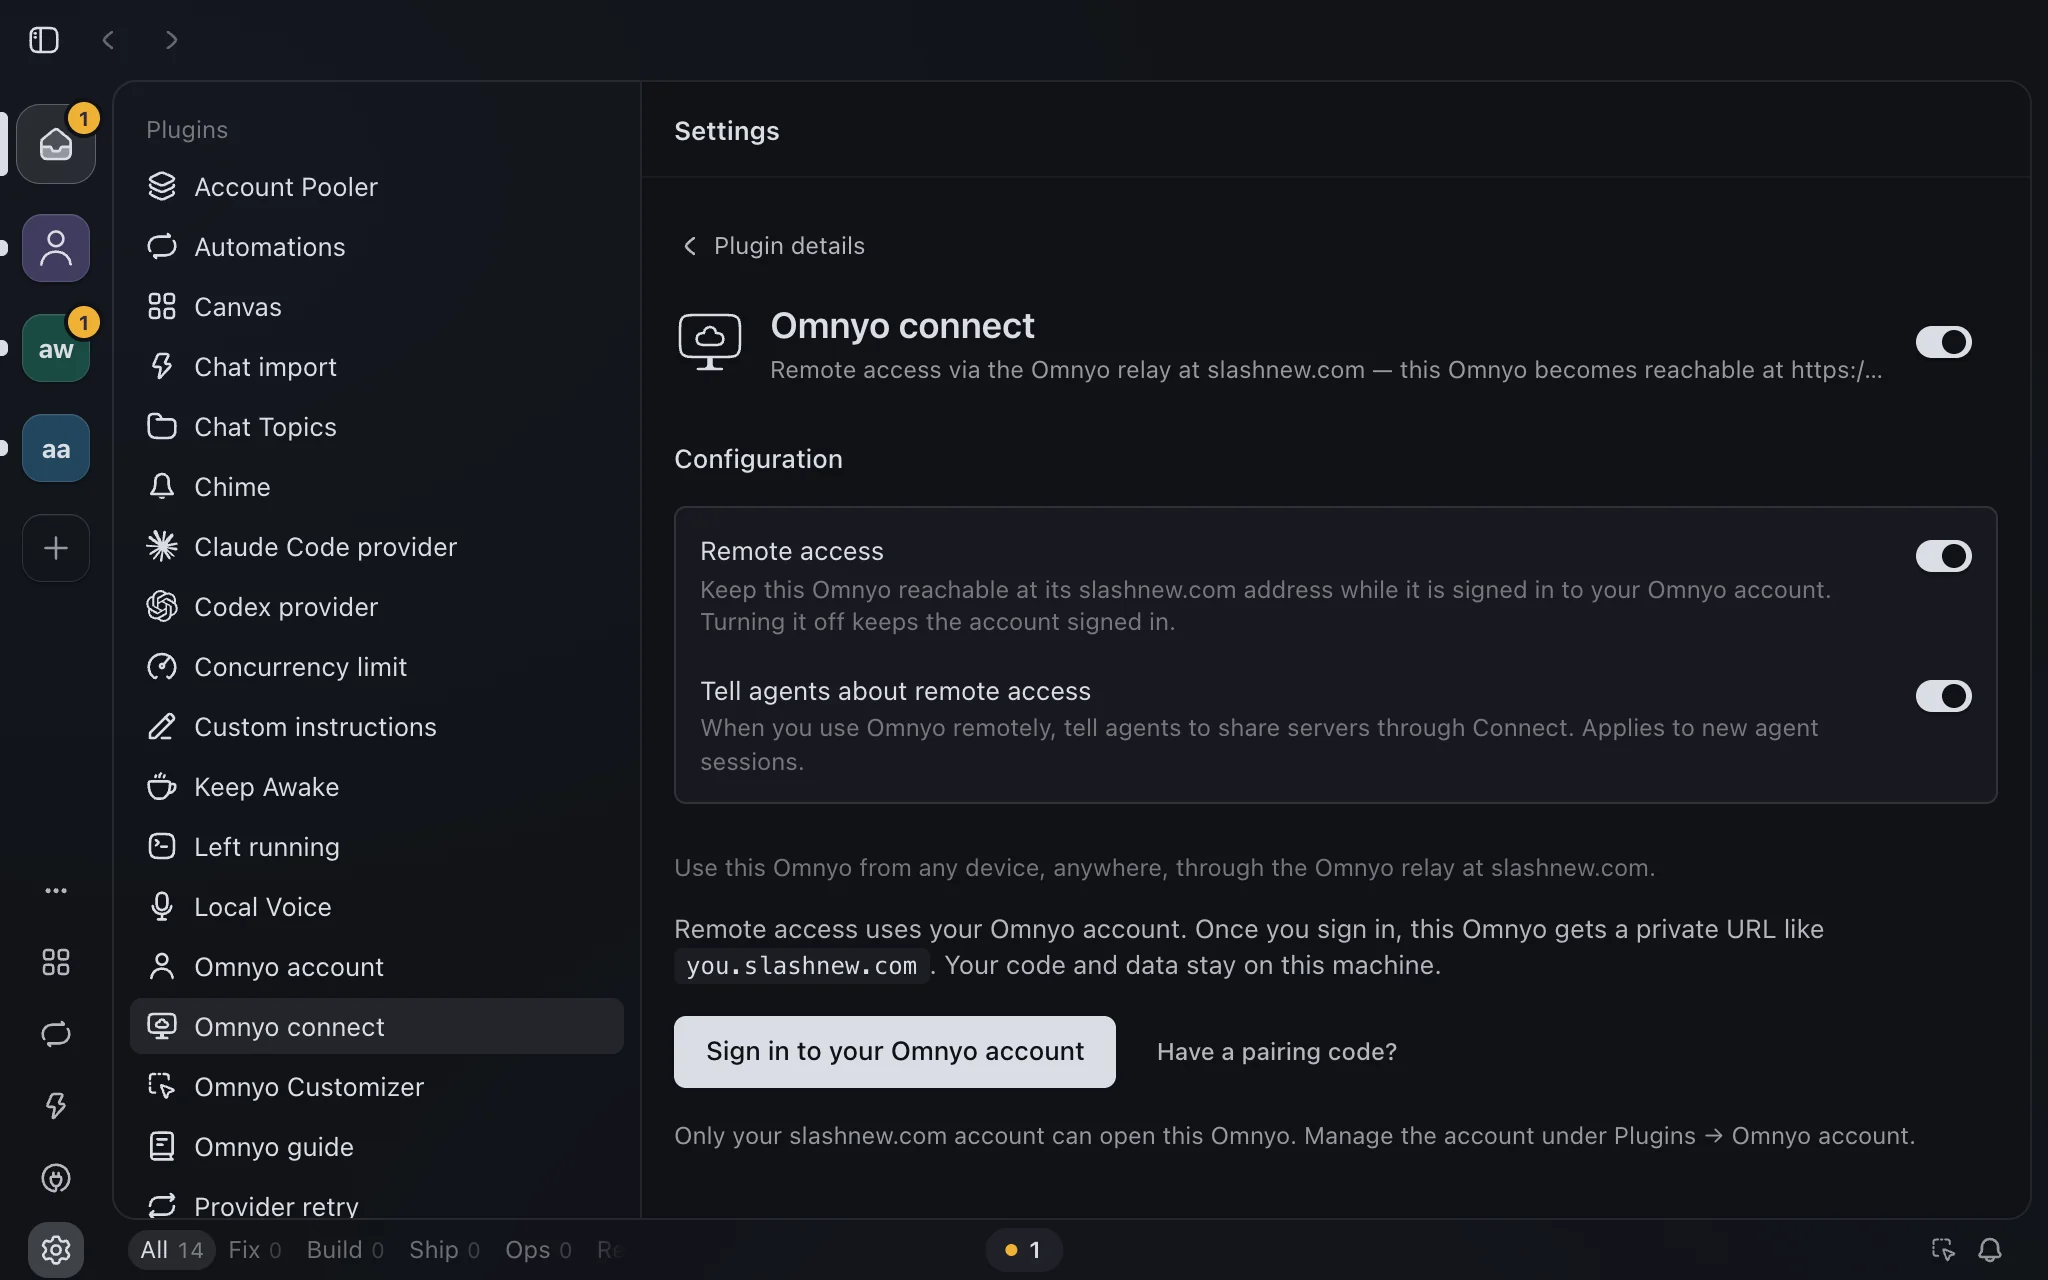 1
aw
1
aa
Plugins
Account Pooler
Automations
Canvas
Chat import
Chat Topics
Chime
Claude Code provider
Codex provider
Concurrency limit
Custom instructions
Keep Awake
Left running
Local Voice
Omnyo account
Omnyo connect
Omnyo Customizer
Omnyo guide
Provider retry
Settings
Plugin details
Omnyo connect
Remote access via the Omnyo relay at slashnew.com — this Omnyo becomes reachable at https:/...
Configuration
Remote access
Keep this Omnyo reachable at its slashnew.com address while it is signed in to your Omnyo account.
Turning it off keeps the account signed in.
Tell agents about remote access
When you use Omnyo remotely, tell agents to share servers through Connect. Applies to new agent
sessions.
Use this Omnyo from any device, anywhere, through the Omnyo relay at slashnew.com.
Remote access uses your Omnyo account. Once you sign in, this Omnyo gets a private URL like
you.slashnew.com . Your code and data stay on this machine.
Sign in to your Omnyo account
Have a pairing code?
Only your slashnew.com account can open this Omnyo. Manage the account under Plugins → Omnyo account.
All 14 Fix 0 Build 0 Ship 0 Ops 0
1